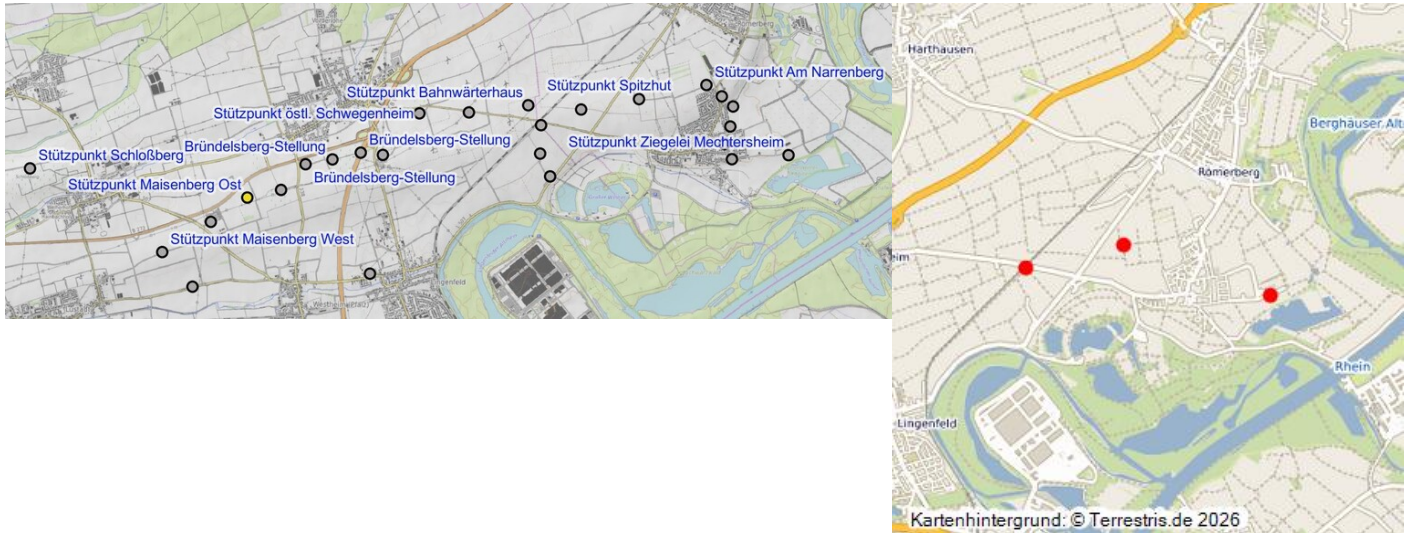 Stützpunkt Am Narrenberg
Stützpunkt Spitzhut
Stützpunkt Bahnwärterhaus
Stützpunkt östl. Schwegenheim
Bründelsberg-Stellung
Bründelsberg-Stellung
Stützpunkt Ziegelei Mechtersheim
Stützpunkt Schloßberg
Bründelsberg-Stellung
Stützpunkt Maisenberg Ost
Stützpunkt Maisenberg West
Harthausen
Berghäuser Alt
Römerberg
eim
Rhein
Lingenfeld
Kartenhintergrund: © Terrestris.de 2026